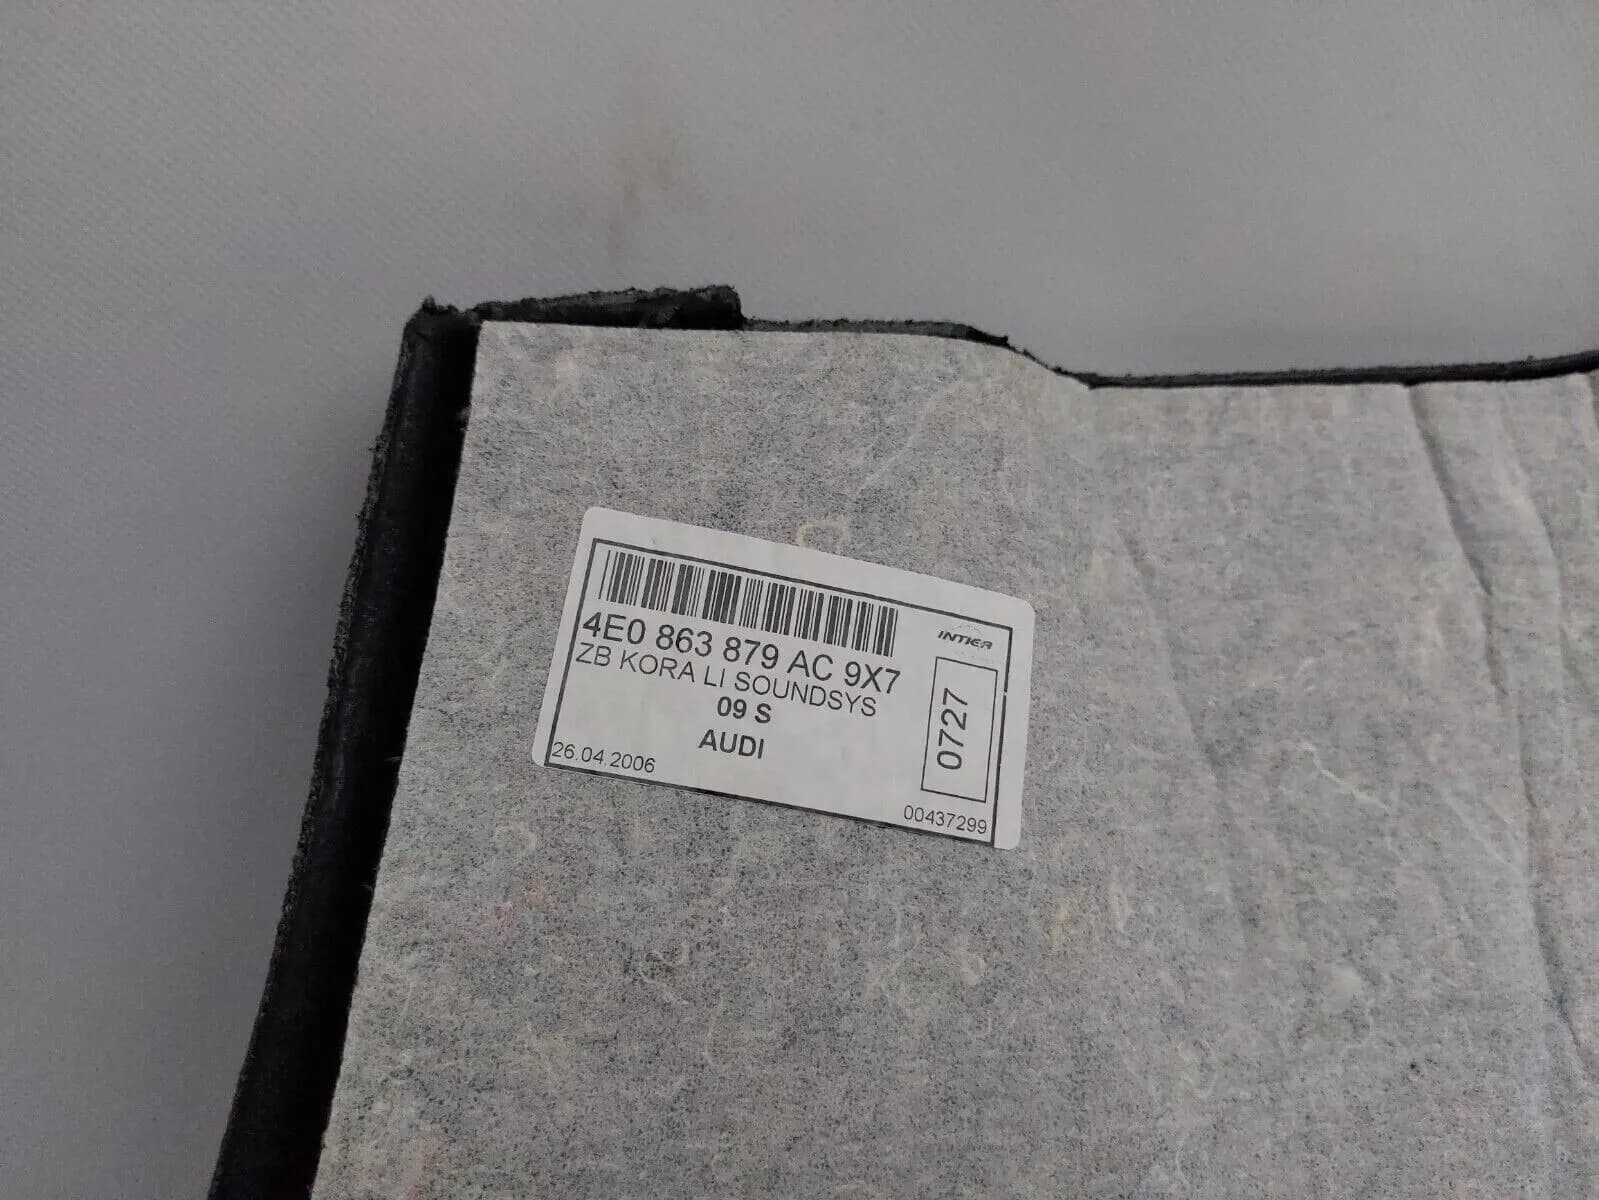 4E0 863 879 AC 9X7
INTIER
ZB KORA LI SOUNDSYS
09 S
AUDI
0727
26.04.2006
00437299